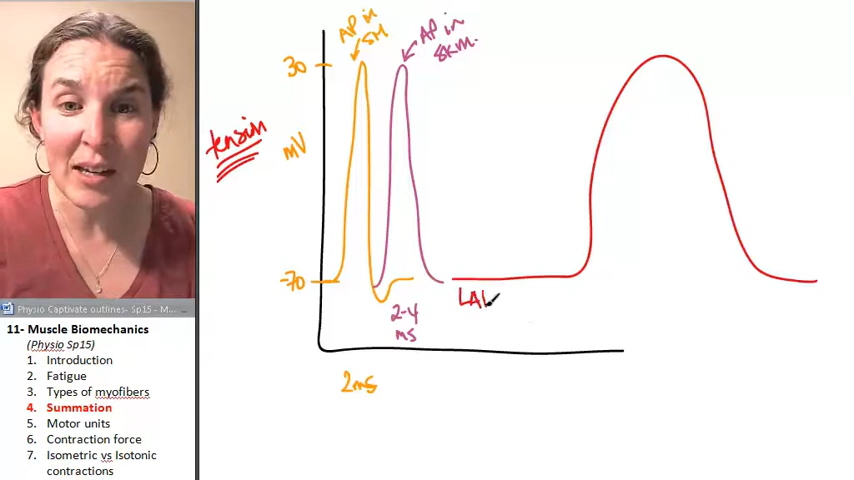 AP in
SM
AP in
SKM.
30
tension
mV
-70
LAL
2-4
ms
2ms
Physio Captivate outlines- Sp15 - M...
11- Muscle Biomechanics
(Physio Sp15)
1. Introduction
2. Fatigue
3. Types of myofibers
4. Summation
5. Motor units
6. Contraction force
7. Isometric vs Isotonic
contractions